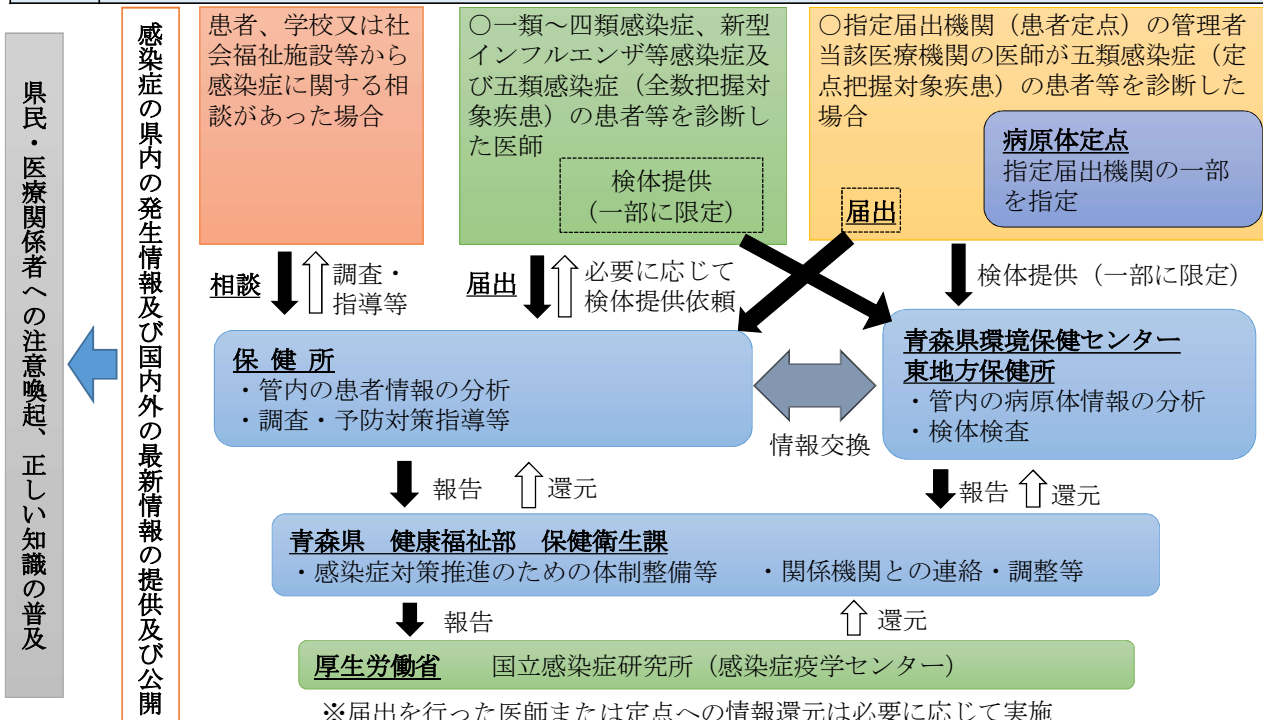 県民・医療関係者への注意喚起、正しい知識の普及
感染症の県内の発生情報及び国内外の最新情報の提供及び公開
患者、学校又は社
会福祉施設等から
感染症に関する相
談があった場合
○一類～四類感染症、新型
インフルエンザ等感染症及
び五類感染症（全数把握対
象疾患）の患者等を診断し
た医師
検体提供
（一部に限定）
○指定届出機関（患者定点）の管理者
当該医療機関の医師が五類感染症（定
点把握対象疾患）の患者等を診断した
場合
病原体定点
指定届出機関の一部
を指定
届出
相談
調査・
指導等
届出
必要に応じて
検体提供依頼
検体提供（一部に限定）
保 健 所
・管内の患者情報の分析
・調査・予防対策指導等
情報交換
青森県環境保健センター
東地方保健所
・管内の病原体情報の分析
・検体検査
報告
還元
報告
還元
青森県　健康福祉部　保健衛生課
・感染症対策推進のための体制整備等　・関係機関との連絡・調整等
報告
還元
厚生労働省　国立感染症研究所（感染症疫学センター）
※届出を行った医師または定点への情報還元は必要に応じて実施